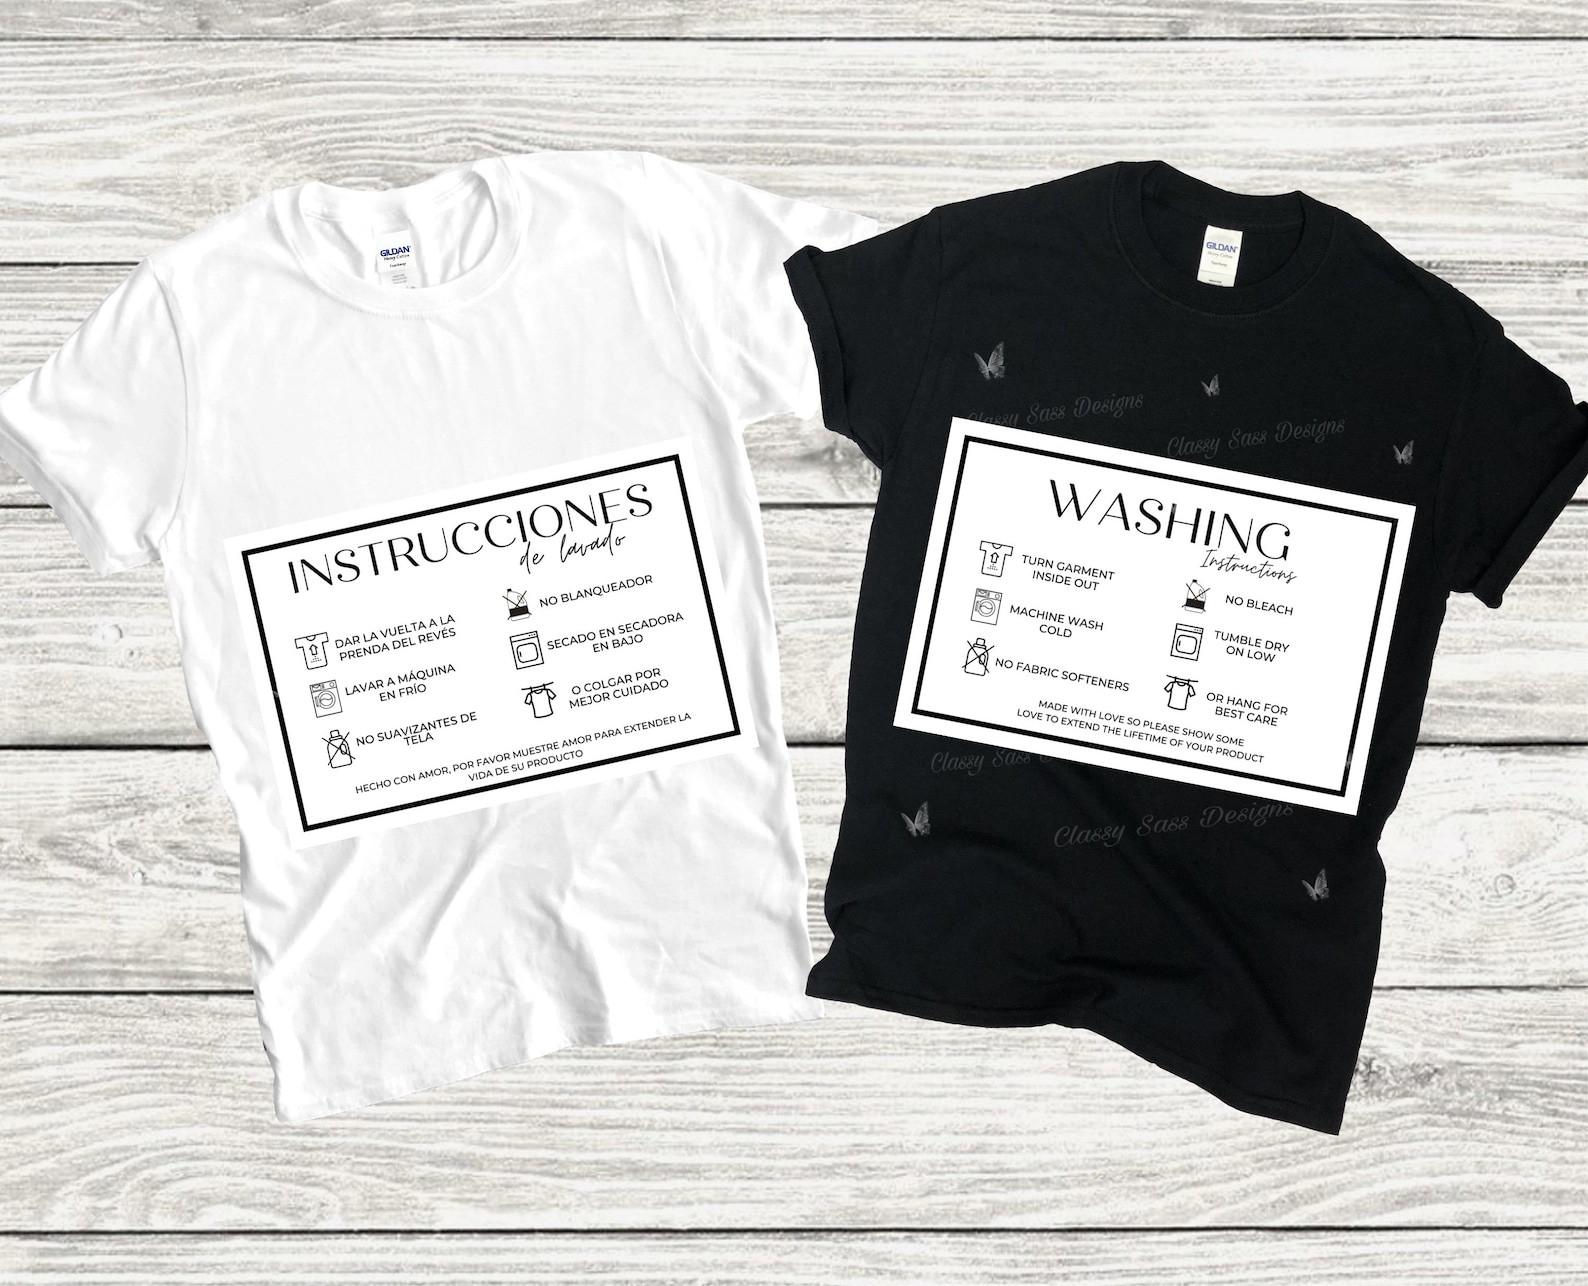 GILDAN
Heavy Cotton
INSTRUCCIONES
de lavado
DAR LA VUELTA A LA
PRENDA DEL REVÉS
LAVAR A MÁQUINA
EN FRÍO
NO SUAVIZANTES DE
TELA
NO BLANQUEADOR
SECADO EN SECADORA
EN BAJO
O COLGAR POR
MEJOR CUIDADO
HECHO CON AMOR, POR FAVOR MUESTRE AMOR PARA EXTENDER LA
VIDA DE SU PRODUCTO
GILDAN
Heavy Cotton
Classy Sass Designs
Classy Sass Designs
WASHING
Instructions
TURN GARMENT
INSIDE OUT
MACHINE WASH
COLD
NO FABRIC SOFTENERS
NO BLEACH
TUMBLE DRY
ON LOW
OR HANG FOR
BEST CARE
MADE WITH LOVE SO PLEASE SHOW SOME
LOVE TO EXTEND THE LIFETIME OF YOUR PRODUCT
Classy Sass
Classy Sass Designs